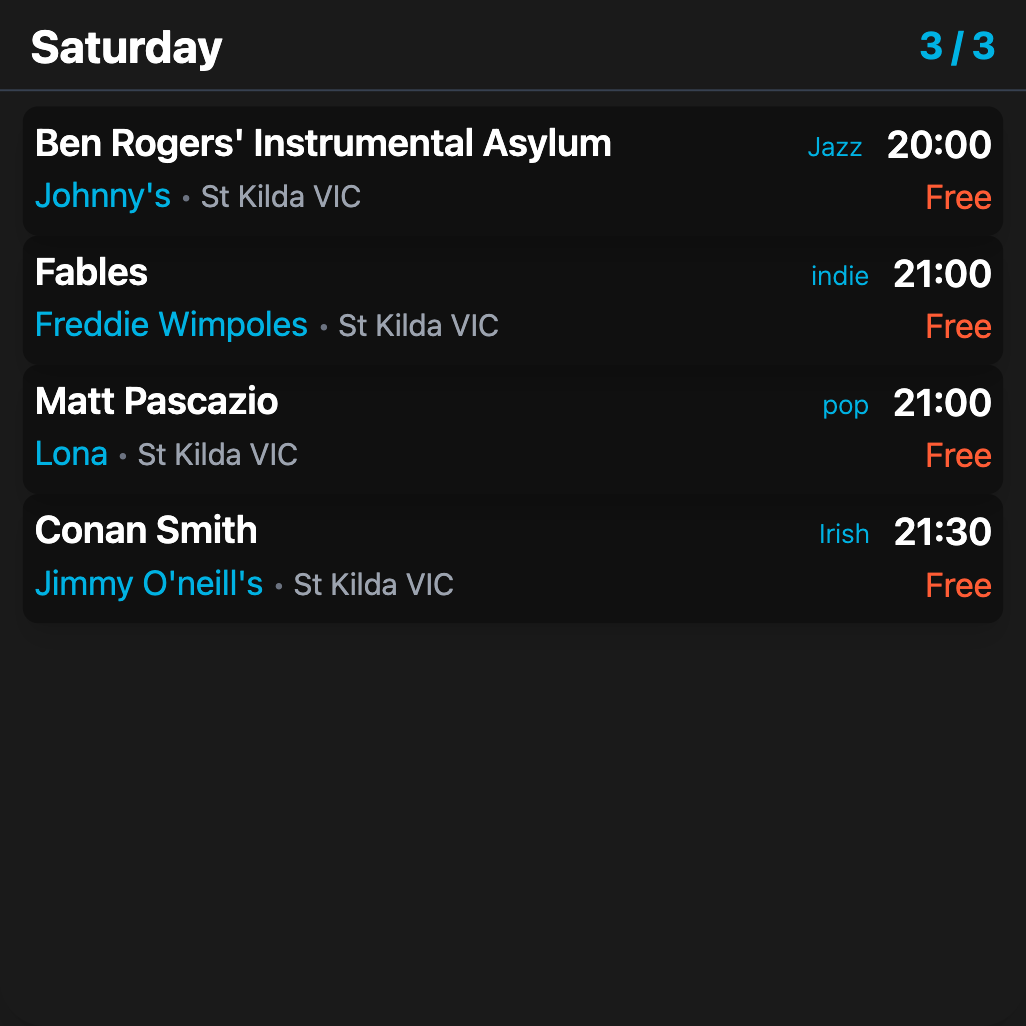 Saturday 3 / 3
Ben Rogers' Instrumental Asylum Jazz 20:00
Johnny's • St Kilda VIC Free
Fables indie 21:00
Freddie Wimpoles • St Kilda VIC Free
Matt Pascazio pop 21:00
Lona • St Kilda VIC Free
Conan Smith Irish 21:30
Jimmy O'neill's • St Kilda VIC Free